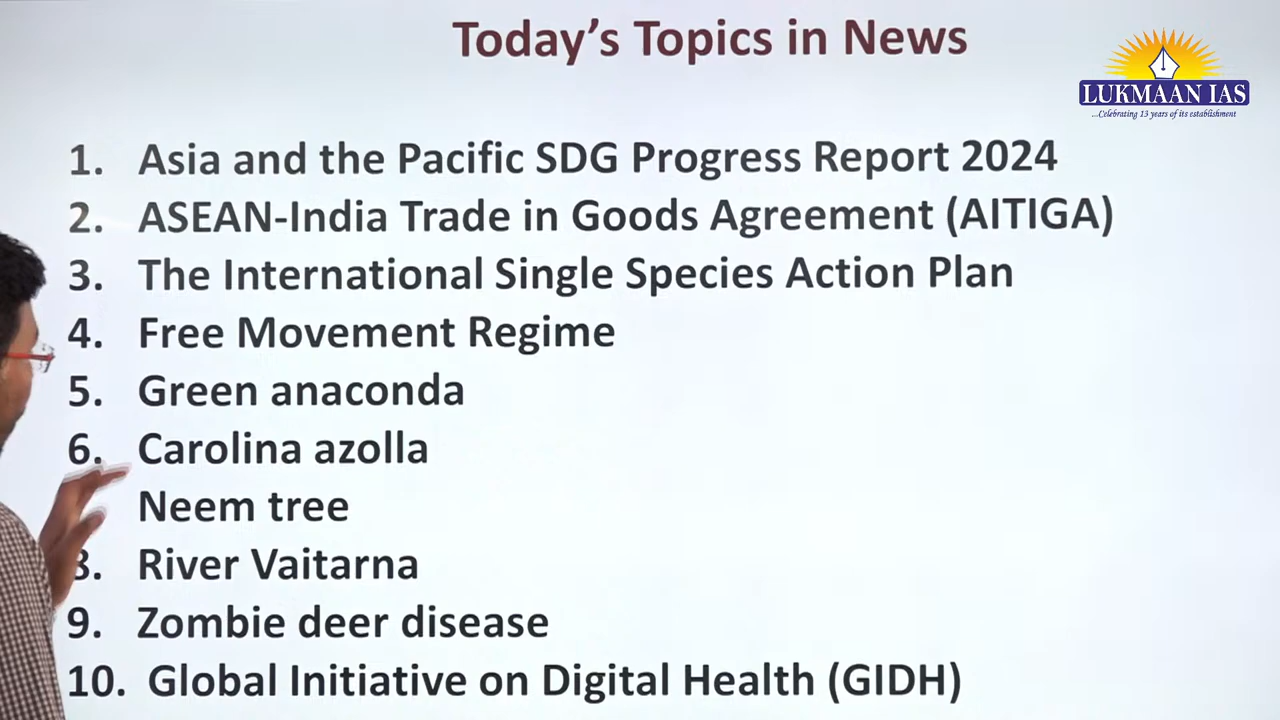 Today's Topics in News
LUKMAAN IAS
...Celebrating 13 years of its establishment
1. Asia and the Pacific SDG Progress Report 2024
2. ASEAN-India Trade in Goods Agreement (AITIGA)
3. The International Single Species Action Plan
4. Free Movement Regime
5. Green anaconda
6. Carolina azolla
Neem tree
8. River Vaitarna
9. Zombie deer disease
10. Global Initiative on Digital Health (GIDH)